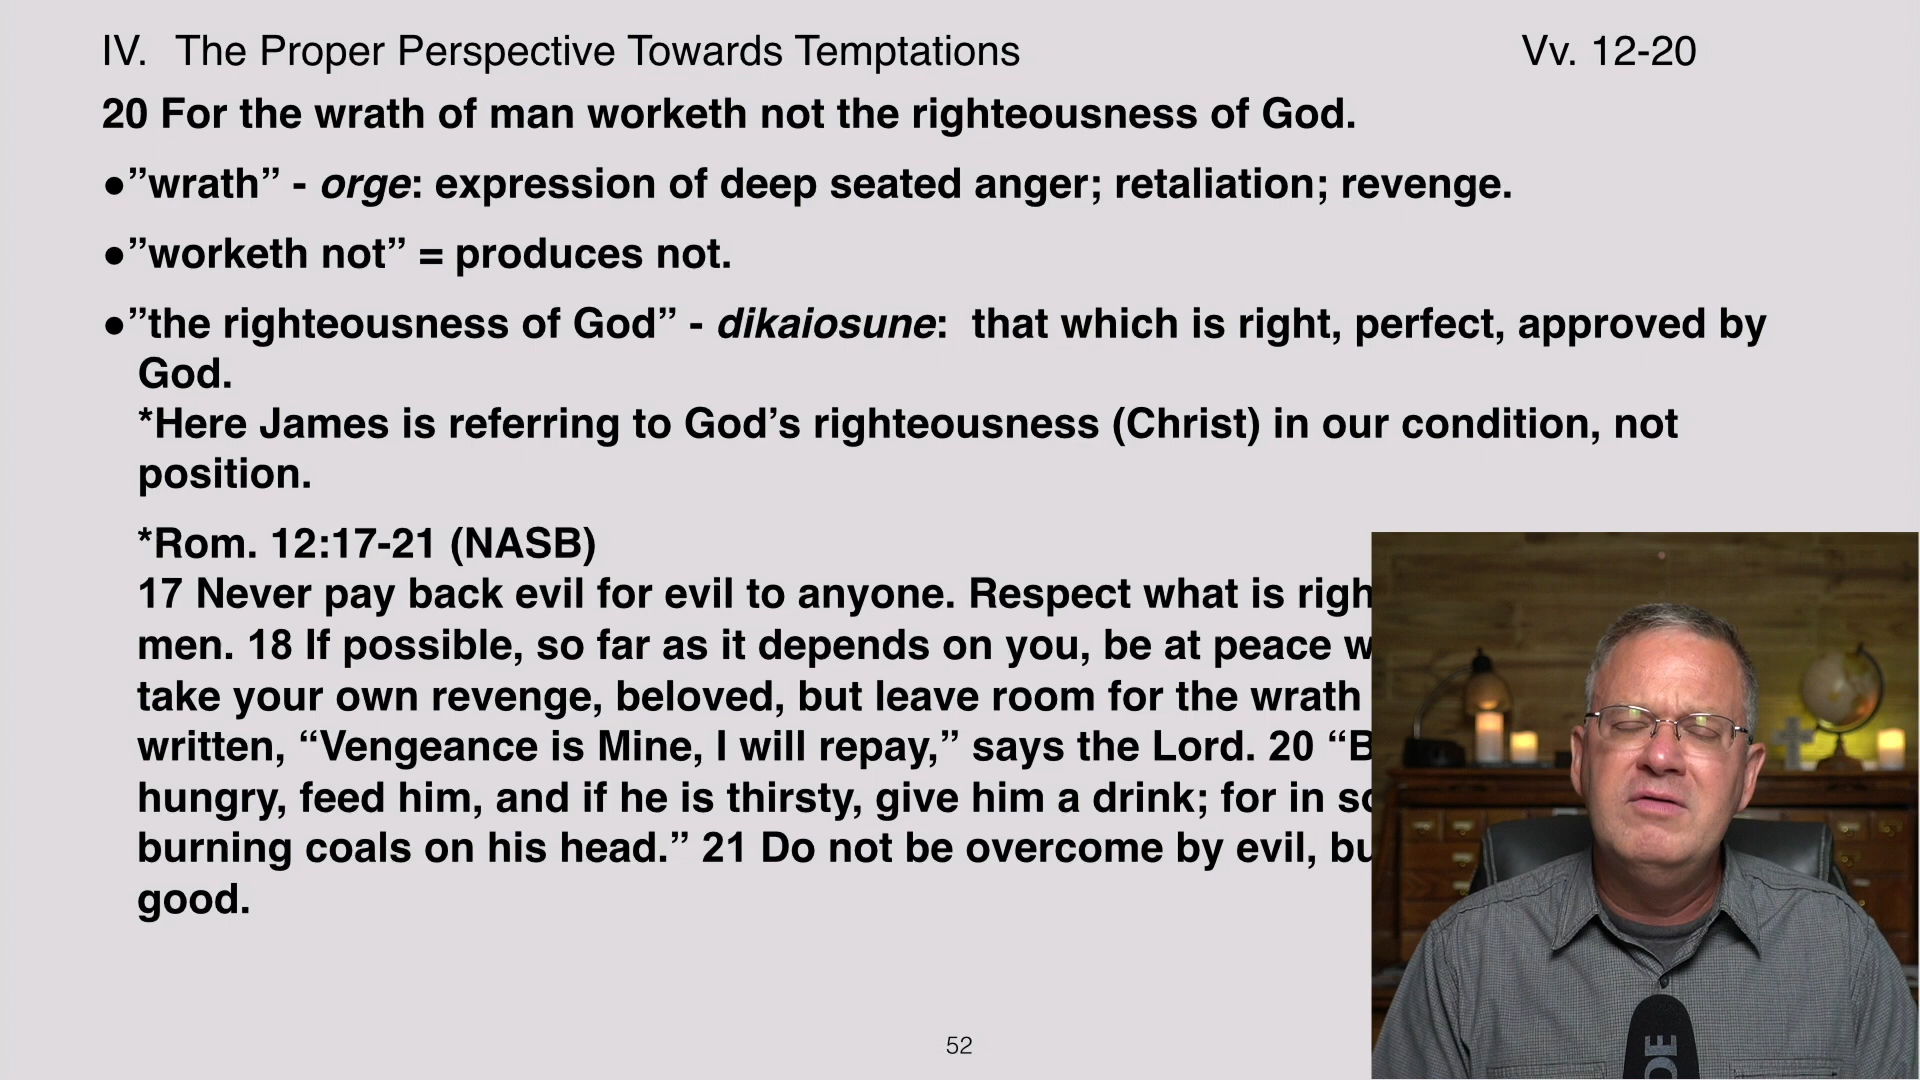 IV. The Proper Perspective Towards Temptations Vv. 12-20
20 For the wrath of man worketh not the righteousness of God.
●”wrath” - orge: expression of deep seated anger; retaliation; revenge.
●”worketh not” = produces not.
●”the righteousness of God” - dikaiosune: that which is right, perfect, approved by
God.
*Here James is referring to God’s righteousness (Christ) in our condition, not
position.
*Rom. 12:17-21 (NASB)
17 Never pay back evil for evil to anyone. Respect what is righ
men. 18 If possible, so far as it depends on you, be at peace w
take your own revenge, beloved, but leave room for the wrath
written, “Vengeance is Mine, I will repay,” says the Lord. 20 “B
hungry, feed him, and if he is thirsty, give him a drink; for in so
burning coals on his head.” 21 Do not be overcome by evil, bu
good.
52